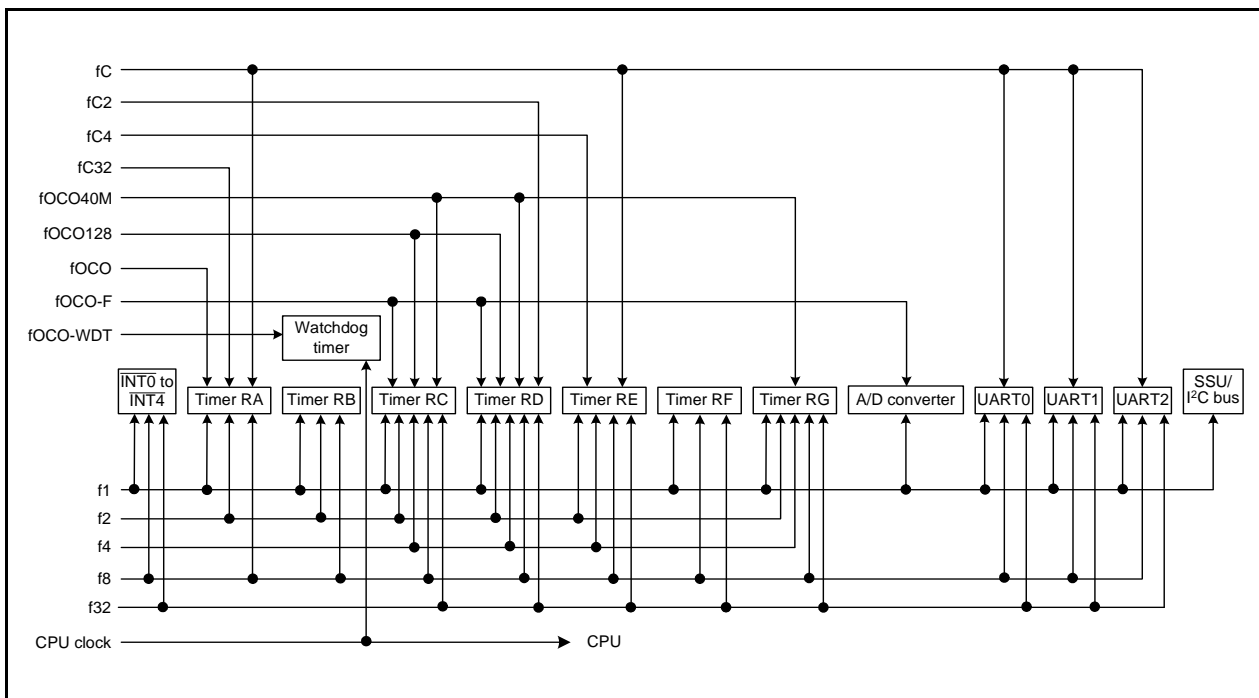 fC
fC2
fC4
fC32
fOCO40M
fOCO128
fOCO
fOCO-F
fOCO-WDT
Watchdog
timer
INT0 to
INT4
Timer RA
Timer RB
Timer RC
Timer RD
Timer RE
Timer RF
Timer RG
A/D converter
UART0
UART1
UART2
SSU/
I²C bus
f1
f2
f4
f8
f32
CPU clock
CPU